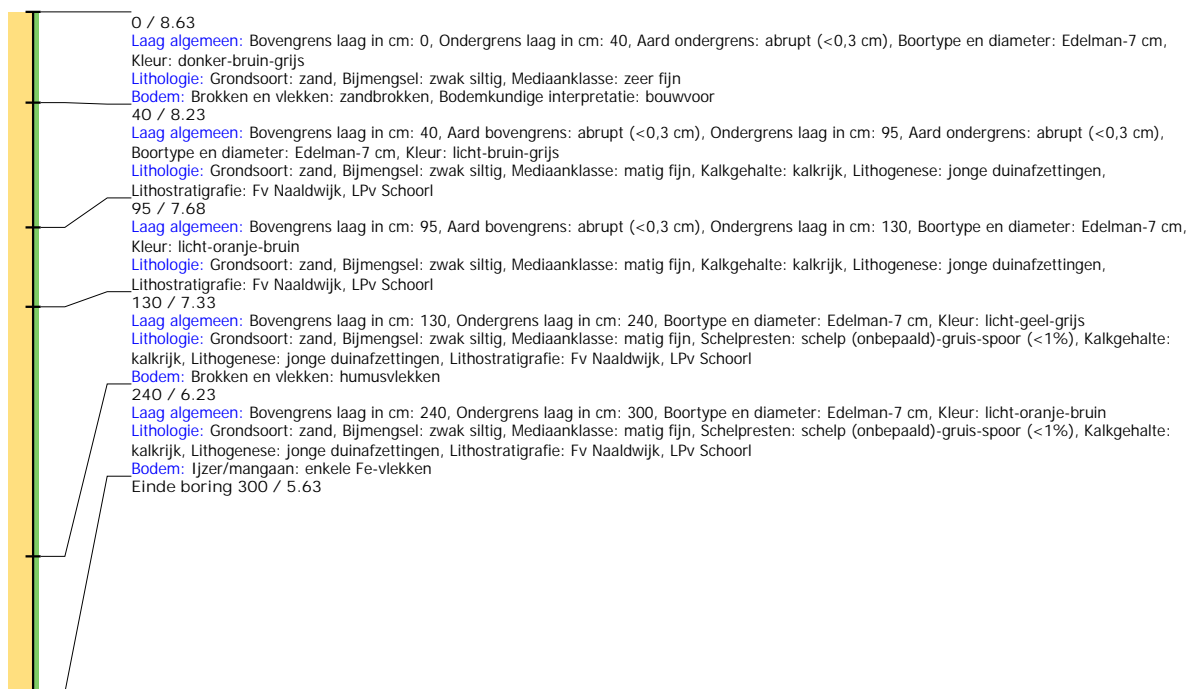 0 / 8.63
Laag algemeen: Bovengrens laag in cm: 0, Ondergrens laag in cm: 40, Aard ondergrens: abrupt (<0,3 cm), Boortype en diameter: Edelman-7 cm,
Kleur: donker-bruin-grijs
Lithologie: Grondsoort: zand, Bijmengsel: zwak siltig, Mediaanklasse: zeer fijn
Bodem: Brokken en vlekken: zandbrokken, Bodemkundige interpretatie: bouwvoor
40 / 8.23
Laag algemeen: Bovengrens laag in cm: 40, Aard bovengrens: abrupt (<0,3 cm), Ondergrens laag in cm: 95, Aard ondergrens: abrupt (<0,3 cm),
Boortype en diameter: Edelman-7 cm, Kleur: licht-bruin-grijs
Lithologie: Grondsoort: zand, Bijmengsel: zwak siltig, Mediaanklasse: matig fijn, Kalkgehalte: kalkrijk, Lithogenese: jonge duinafzettingen,
Lithostratigrafie: Fv Naaldwijk, LPv Schoorl
95 / 7.68
Laag algemeen: Bovengrens laag in cm: 95, Aard bovengrens: abrupt (<0,3 cm), Ondergrens laag in cm: 130, Boortype en diameter: Edelman-7 cm,
Kleur: licht-oranje-bruin
Lithologie: Grondsoort: zand, Bijmengsel: zwak siltig, Mediaanklasse: matig fijn, Kalkgehalte: kalkrijk, Lithogenese: jonge duinafzettingen,
Lithostratigrafie: Fv Naaldwijk, LPv Schoorl
130 / 7.33
Laag algemeen: Bovengrens laag in cm: 130, Ondergrens laag in cm: 240, Boortype en diameter: Edelman-7 cm, Kleur: licht-geel-grijs
Lithologie: Grondsoort: zand, Bijmengsel: zwak siltig, Mediaanklasse: matig fijn, Schelpresten: schelp (onbepaald)-gruis-spoor (<1%), Kalkgehalte:
kalkrijk, Lithogenese: jonge duinafzettingen, Lithostratigrafie: Fv Naaldwijk, LPv Schoorl
Bodem: Brokken en vlekken: humusvlekken
240 / 6.23
Laag algemeen: Bovengrens laag in cm: 240, Ondergrens laag in cm: 300, Boortype en diameter: Edelman-7 cm, Kleur: licht-oranje-bruin
Lithologie: Grondsoort: zand, Bijmengsel: zwak siltig, Mediaanklasse: matig fijn, Schelpresten: schelp (onbepaald)-gruis-spoor (<1%), Kalkgehalte:
kalkrijk, Lithogenese: jonge duinafzettingen, Lithostratigrafie: Fv Naaldwijk, LPv Schoorl
Bodem: Ijzer/mangaan: enkele Fe-vlekken
Einde boring 300 / 5.63